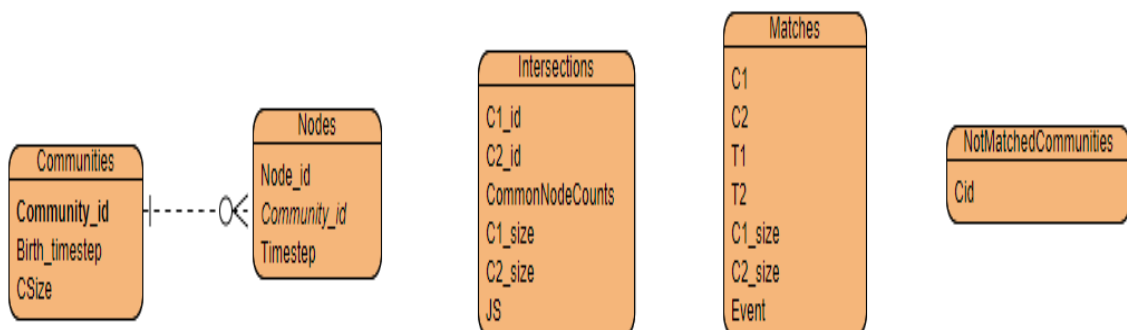 Communities
Community_id
Birth_timestep
CSize
Nodes
Node_id
Community_id
Timestep
Intersections
C1_id
C2_id
CommonNodeCounts
C1_size
C2_size
JS
Matches
C1
C2
T1
T2
C1_size
C2_size
Event
NotMatchedCommunities
Cid